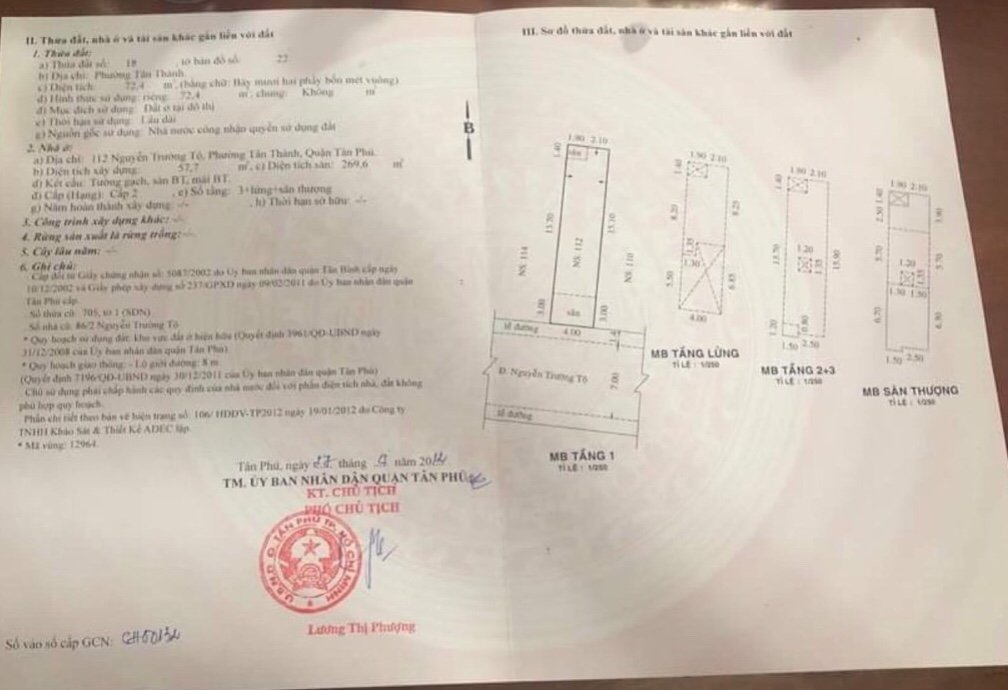 II. Thửa đất, nhà ở và tài sản khác gắn liền với đất
1. Thửa đất:
a) Thửa đất số: 18 , tờ bản đồ số: 22
b) Địa chỉ: Phường Tân Thành.
c) Diện tích: 72,4 m², (bằng chữ: Bảy mươi hai phẩy bốn mét vuông)
d) Hình thức sử dụng: riêng: 72,4 m², chung: Không m²
đ) Mục đích sử dụng: Đất ở tại đô thị
e) Thời hạn sử dụng: Lâu dài
g) Nguồn gốc sử dụng: Nhà nước công nhận quyền sử dụng đất
2. Nhà ở:
a) Địa chỉ: 112 Nguyễn Trường Tộ, Phường Tân Thành, Quận Tân Phú.
b) Diện tích xây dựng: 57,7 m², c) Diện tích sàn: 269,6 m²
d) Kết cấu: Tường gạch, sàn BT, mái BT.
đ) Cấp (Hạng): Cấp 2 , e) Số tầng: 3+lửng+sân thượng
g) Năm hoàn thành xây dựng: -/- , h) Thời hạn sở hữu: -/-
3. Công trình xây dựng khác: -/-
4. Rừng sản xuất là rừng trồng: -/-
5. Cây lâu năm: -/-
6. Ghi chú:
Cấp đổi từ Giấy chứng nhận số: 5087/2002 do Ủy ban nhân dân quận Tân Bình cấp ngày
10/12/2002 và Giấy phép xây dựng số 237/GPXD ngày 09/02/2011 do Ủy ban nhân dân quận
Tân Phú cấp.
Số thửa cũ: 705, tờ 1 (SDN)
Số nhà cũ: 86/2 Nguyễn Trường Tộ
* Quy hoạch sử dụng đất: khu vực đất ở hiện hữu (Quyết định 3961/QĐ-UBND ngày
31/12/2008 của Ủy ban nhân dân quận Tân Phú)
* Quy hoạch giao thông: - Lộ giới đường: 8 m
(Quyết định 7196/QĐ-UBND ngày 30/12/2011 của Ủy ban nhân dân quận Tân Phú)
Chủ sử dụng phải chấp hành các quy định của nhà nước đối với phần diện tích nhà, đất không
phù hợp quy hoạch.
Phần chi tiết theo bản vẽ hiện trạng số: 106/ HDDV-TP2012 ngày 19/01/2012 do Công ty
TNHH Khảo Sát & Thiết Kế ADEC lập.
* Mã vùng: 12964.
Tân Phú, ngày 27 tháng 9 năm 2012
TM. ỦY BAN NHÂN DÂN QUẬN TÂN PHÚ
KT. CHỦ TỊCH
PHÓ CHỦ TỊCH
U.B.N.D Q. TÂN PHÚ TP. HỒ CHÍ MINH
Lương Thị Phượng
Số vào sổ cấp GCN: CH00134
III. Sơ đồ thửa đất, nhà ở và tài sản khác gắn liền với đất
B
1.90 2.10
1.40
sân
13.70
15.10
NS: 114
NS: 112
NS: 110
3.00
sân
3.00
lề đường
4.00
Đ. Nguyễn Trường Tộ
7.00
lề đường
MB TẦNG 1
TỈ LỆ : 1/250
1.90 2.10
1.40
8.20
8.25
1.35
1.30
5.50
6.85
4.00
MB TẦNG LỬNG
TỈ LỆ : 1/250
1.90 2.10
1.40
13.70
15.90
1.20
1.35
1.20
0.80
1.50 2.50
MB TẦNG 2+3
TỈ LỆ : 1/250
1.90 2.10
1.40
2.50
3.90
5.70
5.70
1.20
1.35
1.30 1.50
6.70
6.30
1.50 2.50
MB SÂN THƯỢNG
TỈ LỆ : 1/250